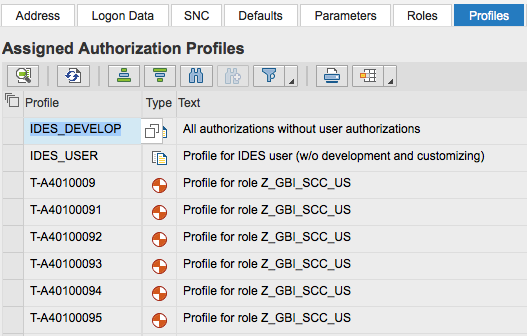 Address Logon Data SNC Defaults Parameters Roles Profiles
Assigned Authorization Profiles
Profile Type Text
IDES_DEVELOP All authorizations without user authorizations
IDES_USER Profile for IDES user (w/o development and customizing)
T-A4010009 Profile for role Z_GBI_SCC_US
T-A40100091 Profile for role Z_GBI_SCC_US
T-A40100092 Profile for role Z_GBI_SCC_US
T-A40100093 Profile for role Z_GBI_SCC_US
T-A40100094 Profile for role Z_GBI_SCC_US
T-A40100095 Profile for role Z_GBI_SCC_US